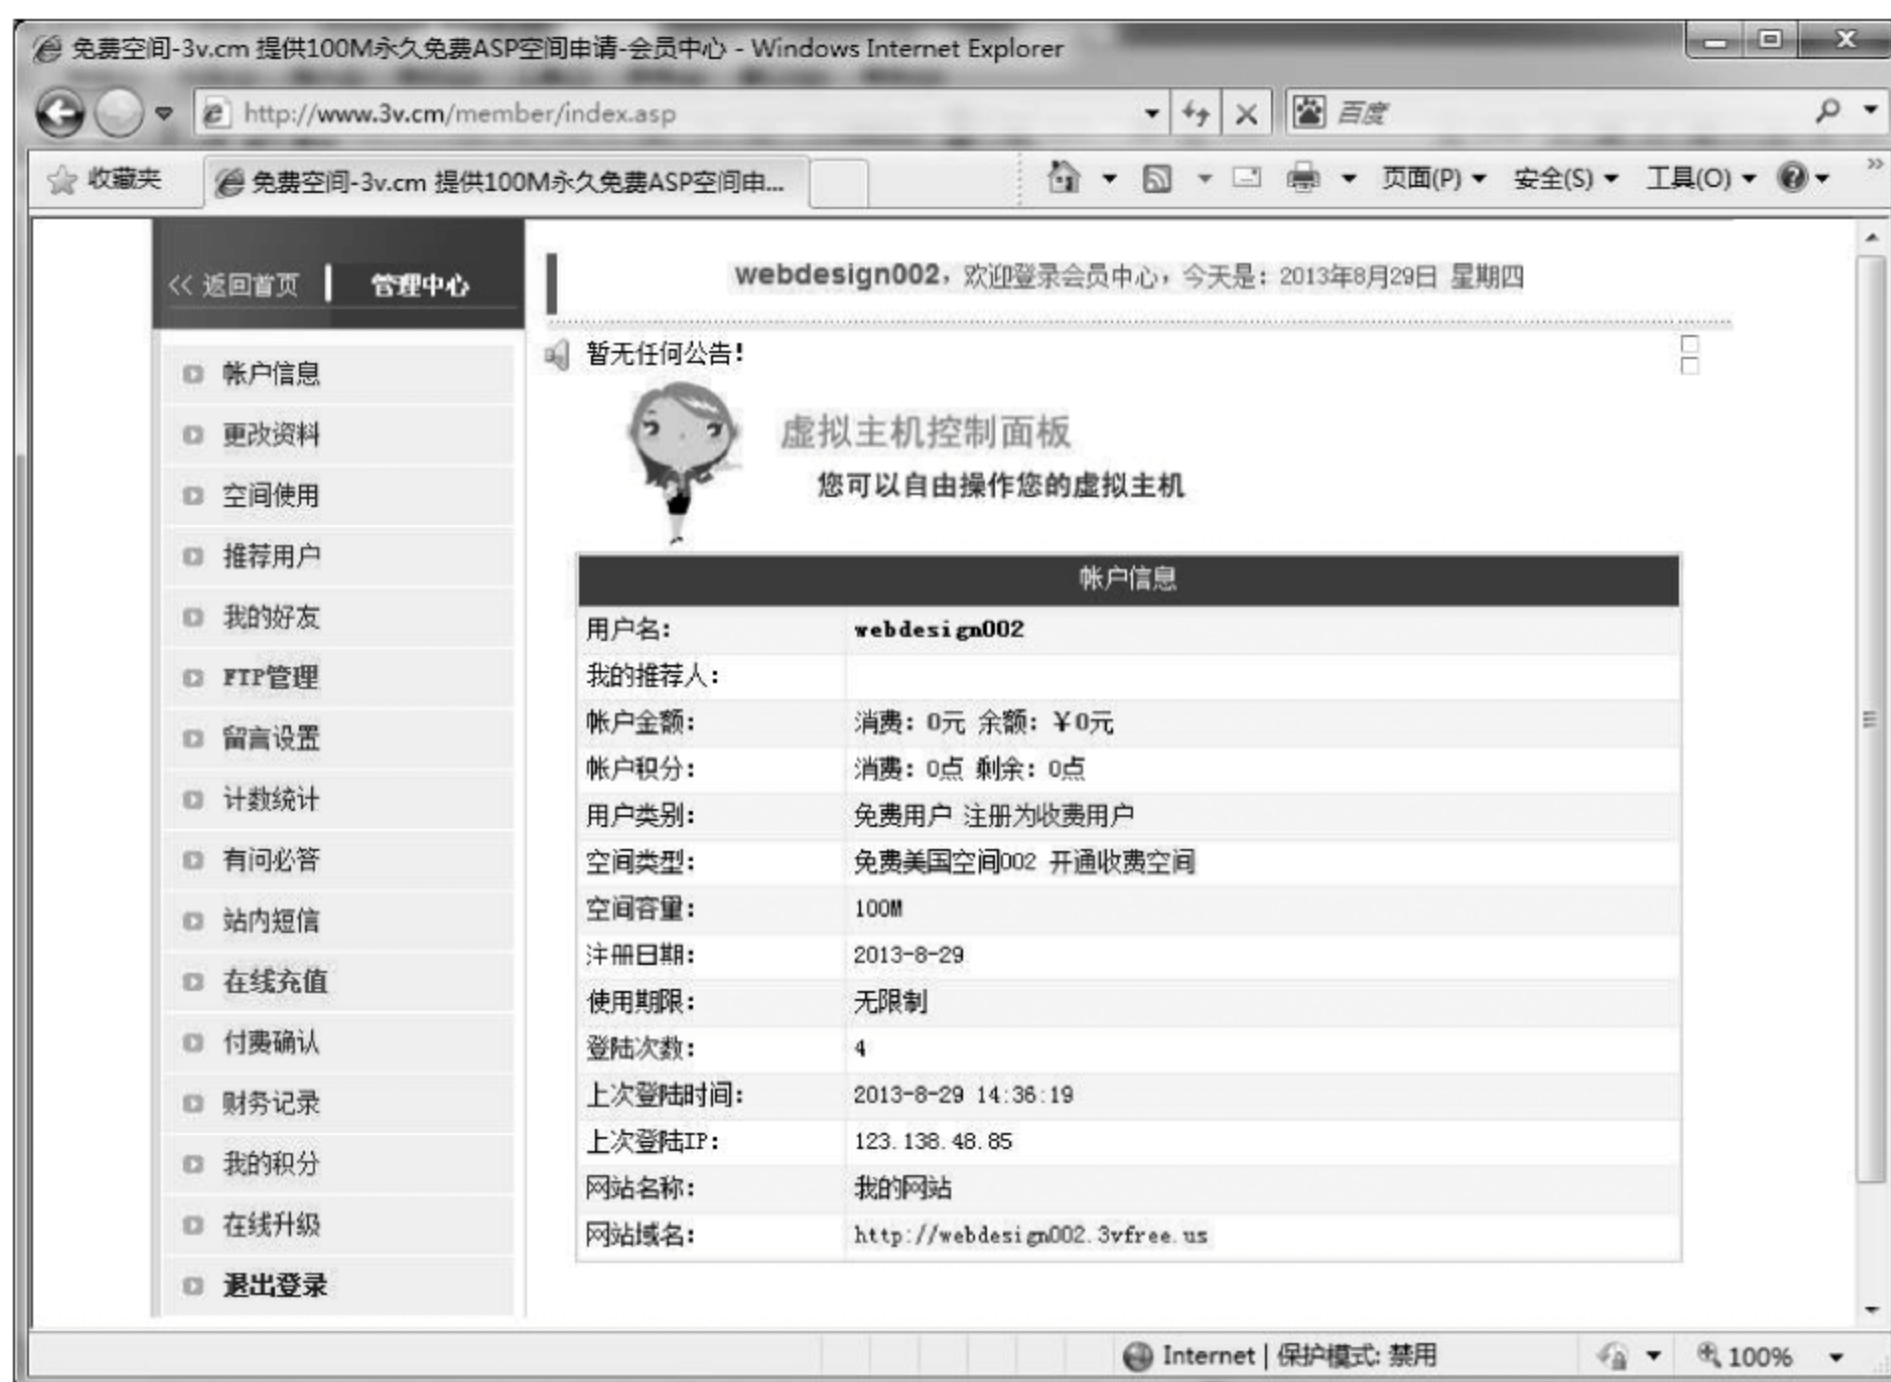 免费空间-3v.cm 提供100M永久免费ASP空间申请-会员中心 - Windows Internet Explorer
http://www.3v.cm/member/index.asp
百度
收藏夹
免费空间-3v.cm 提供100M永久免费ASP空间申...
页面(P)
安全(S)
工具(O)
<< 返回首页
管理中心
webdesign002，欢迎登录会员中心，今天是：2013年8月29日 星期四
暂无任何公告!
虚拟主机控制面板
您可以自由操作您的虚拟主机
帐户信息
更改资料
空间使用
推荐用户
我的好友
FTP管理
留言设置
计数统计
有问必答
站内短信
在线充值
付费确认
财务记录
我的积分
在线升级
退出登录
帐户信息
用户名： webdesign002
我的推荐人：
帐户金额： 消费：0元 余额：￥0元
帐户积分： 消费：0点 剩余：0点
用户类别： 免费用户 注册为收费用户
空间类型： 免费美国空间002 开通收费空间
空间容量： 100M
注册日期： 2013-8-29
使用期限： 无限制
登陆次数： 4
上次登陆时间： 2013-8-29 14:36:19
上次登陆IP： 123.138.48.85
网站名称： 我的网站
网站域名： http://webdesign002.3vfree.us
Internet | 保护模式: 禁用
100%